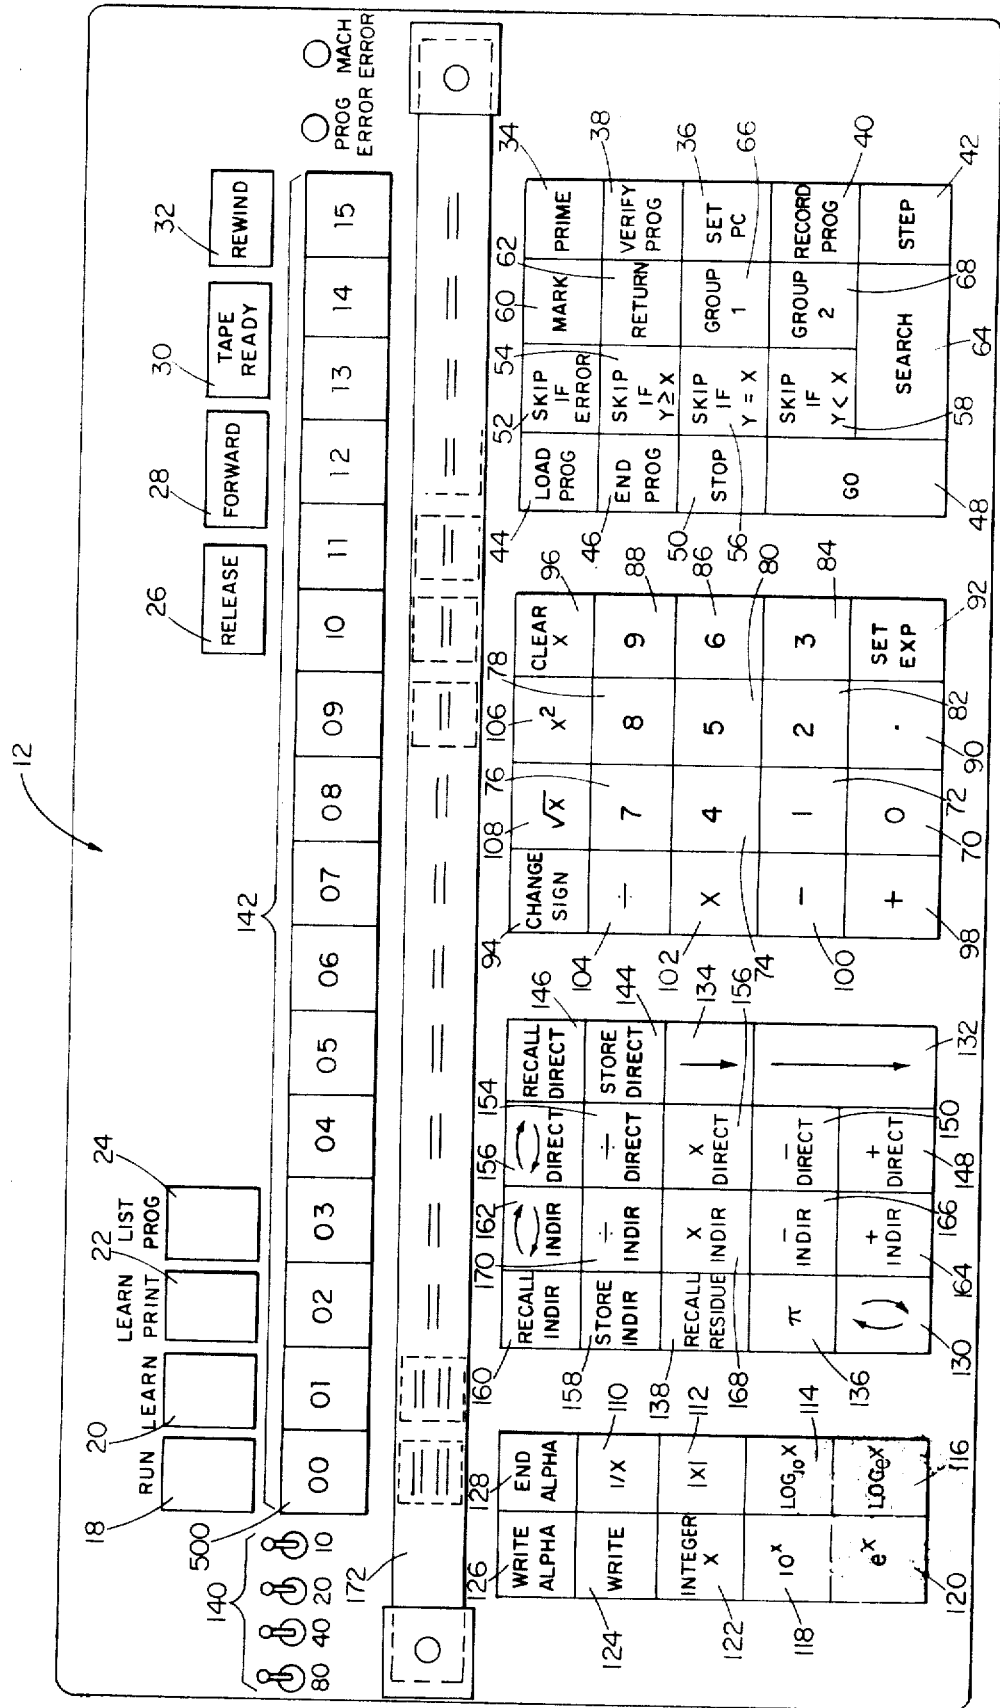 12
18
RUN
20
LEARN
22
LEARN
PRINT
24
LIST
PROG
26
RELEASE
28
FORWARD
30
TAPE
READY
32
REWIND
PROG
ERROR
MACH
ERROR
140
80
40
20
10
500
142
00
01
02
03
04
05
06
07
08
09
10
11
12
13
14
15
172
126
128
WRITE
ALPHA
END
ALPHA
WRITE
1/X
INTEGER
X
|X|
10ˣ
LOG₁₀X
eˣ
LOGₑX
124
122
118
120
110
112
114
116
160
170
162
156
154
146
RECALL
INDIR
INDIR
DIRECT
RECALL
DIRECT
STORE
INDIR
÷
INDIR
÷
DIRECT
STORE
DIRECT
RECALL
RESIDUE
X
INDIR
X
DIRECT
π
−
INDIR
−
DIRECT
+
INDIR
+
DIRECT
158
138
168
136
130
164
166
148
150
132
144
134
156
94
108
76
106
78
96
CHANGE
SIGN
√X
X²
CLEAR
X
÷
7
8
9
X
4
5
6
−
1
2
3
+
0
.
SET
EXP
104
102
74
100
98
70
72
90
82
88
86
80
84
92
44
52
54
60
62
34
LOAD
PROG
SKIP
IF
ERROR
MARK
PRIME
END
PROG
SKIP
IF
Y≥X
RETURN
VERIFY
PROG
STOP
SKIP
IF
Y=X
GROUP
1
SET
PC
GO
SKIP
IF
Y<X
GROUP
2
RECORD
PROG
SEARCH
STEP
46
50
56
48
58
64
68
38
36
66
40
42